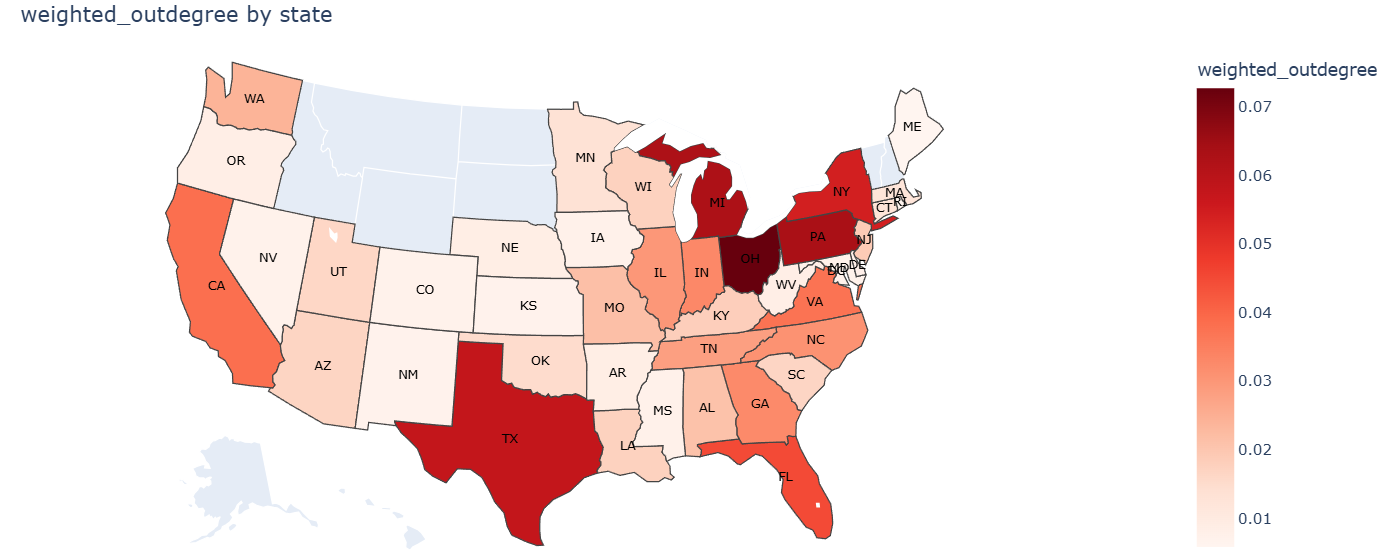 weighted_outdegree by state
weighted_outdegree
0.07
0.06
0.05
0.04
0.03
0.02
0.01
WA
ME
MN
OR
WI
NY
MA
RI
CT
MI
PA
NJ
NE
IA
NV
UT
OH
IL
IN
MD
DE
DC
CA
CO
WV
VA
KS
MO
KY
NC
TN
AZ
OK
NM
AR
SC
MS
AL
GA
TX
LA
FL